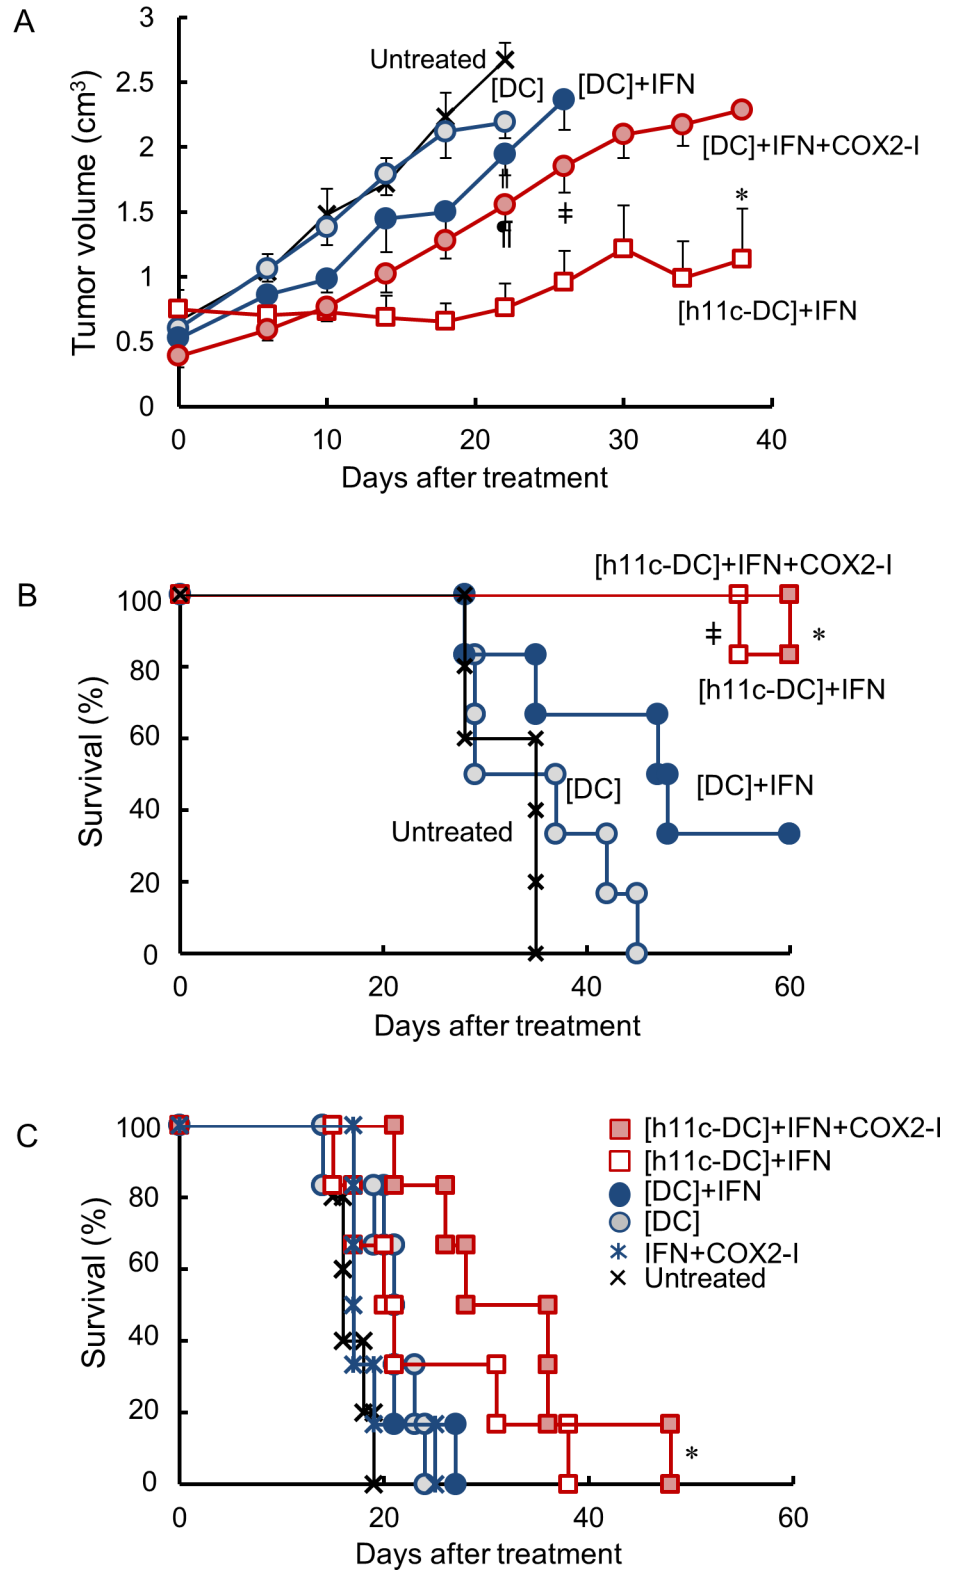 A
Tumor volume (cm³)
3
2.5
2
1.5
1
0.5
0
Untreated
[DC]
[DC]+IFN
[DC]+IFN+COX2-I
[h11c-DC]+IFN
¶
¶
ǂ
*
0 10 20 30 40
Days after treatment
B
Survival (%)
100
80
60
40
20
0
[h11c-DC]+IFN+COX2-I
ǂ *
[h11c-DC]+IFN
[DC]
[DC]+IFN
Untreated
0 20 40 60
Days after treatment
C
Survival (%)
100
80
60
40
20
0
[h11c-DC]+IFN+COX2-I
[h11c-DC]+IFN
[DC]+IFN
[DC]
IFN+COX2-I
Untreated
*
0 20 40 60
Days after treatment